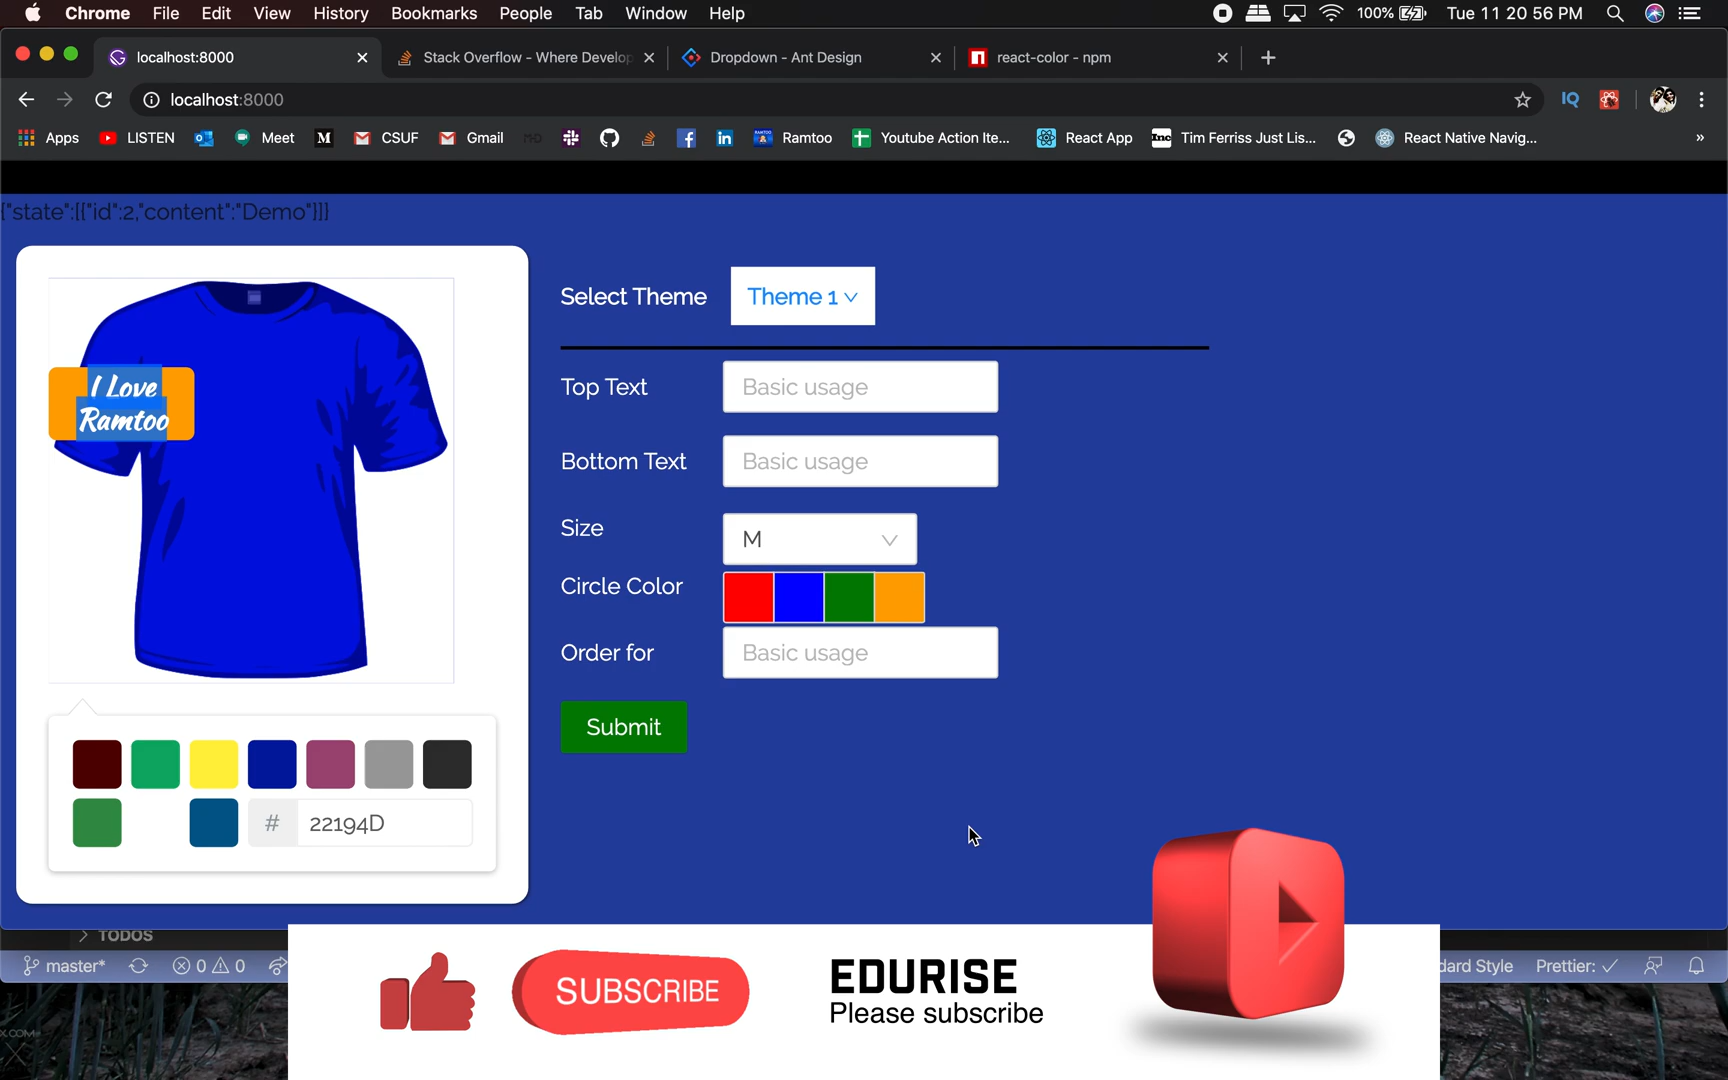 Chrome File Edit View History Bookmarks People Tab Window Help
100% Tue 11 20 56 PM
localhost:8000
Stack Overflow - Where Develop
Dropdown - Ant Design
react-color - npm
localhost:8000
IQ
Apps LISTEN Meet M CSUF Gmail Ramtoo Youtube Action Ite... React App Inc Tim Ferriss Just Lis... React Native Navig... »
{"state":[["id":2,"content":"Demo"]]}
I Love
Ramtoo
Select Theme Theme 1
Top Text Basic usage
Bottom Text Basic usage
Size M
Circle Color
Order for Basic usage
Submit
# 22194D
TODOS
master* 0 0
dard Style Prettier: ✓
SUBSCRIBE
EDURISE
Please subscribe
X.COM